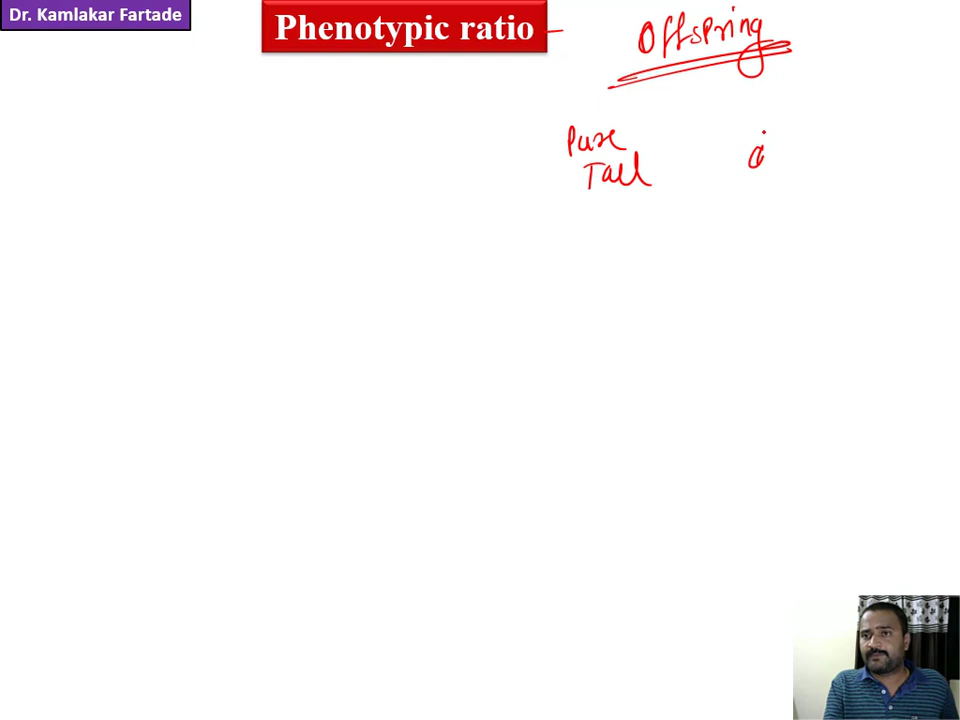 Dr. Kamlakar Fartade
Phenotypic ratio
Offspring
Pure
Tall